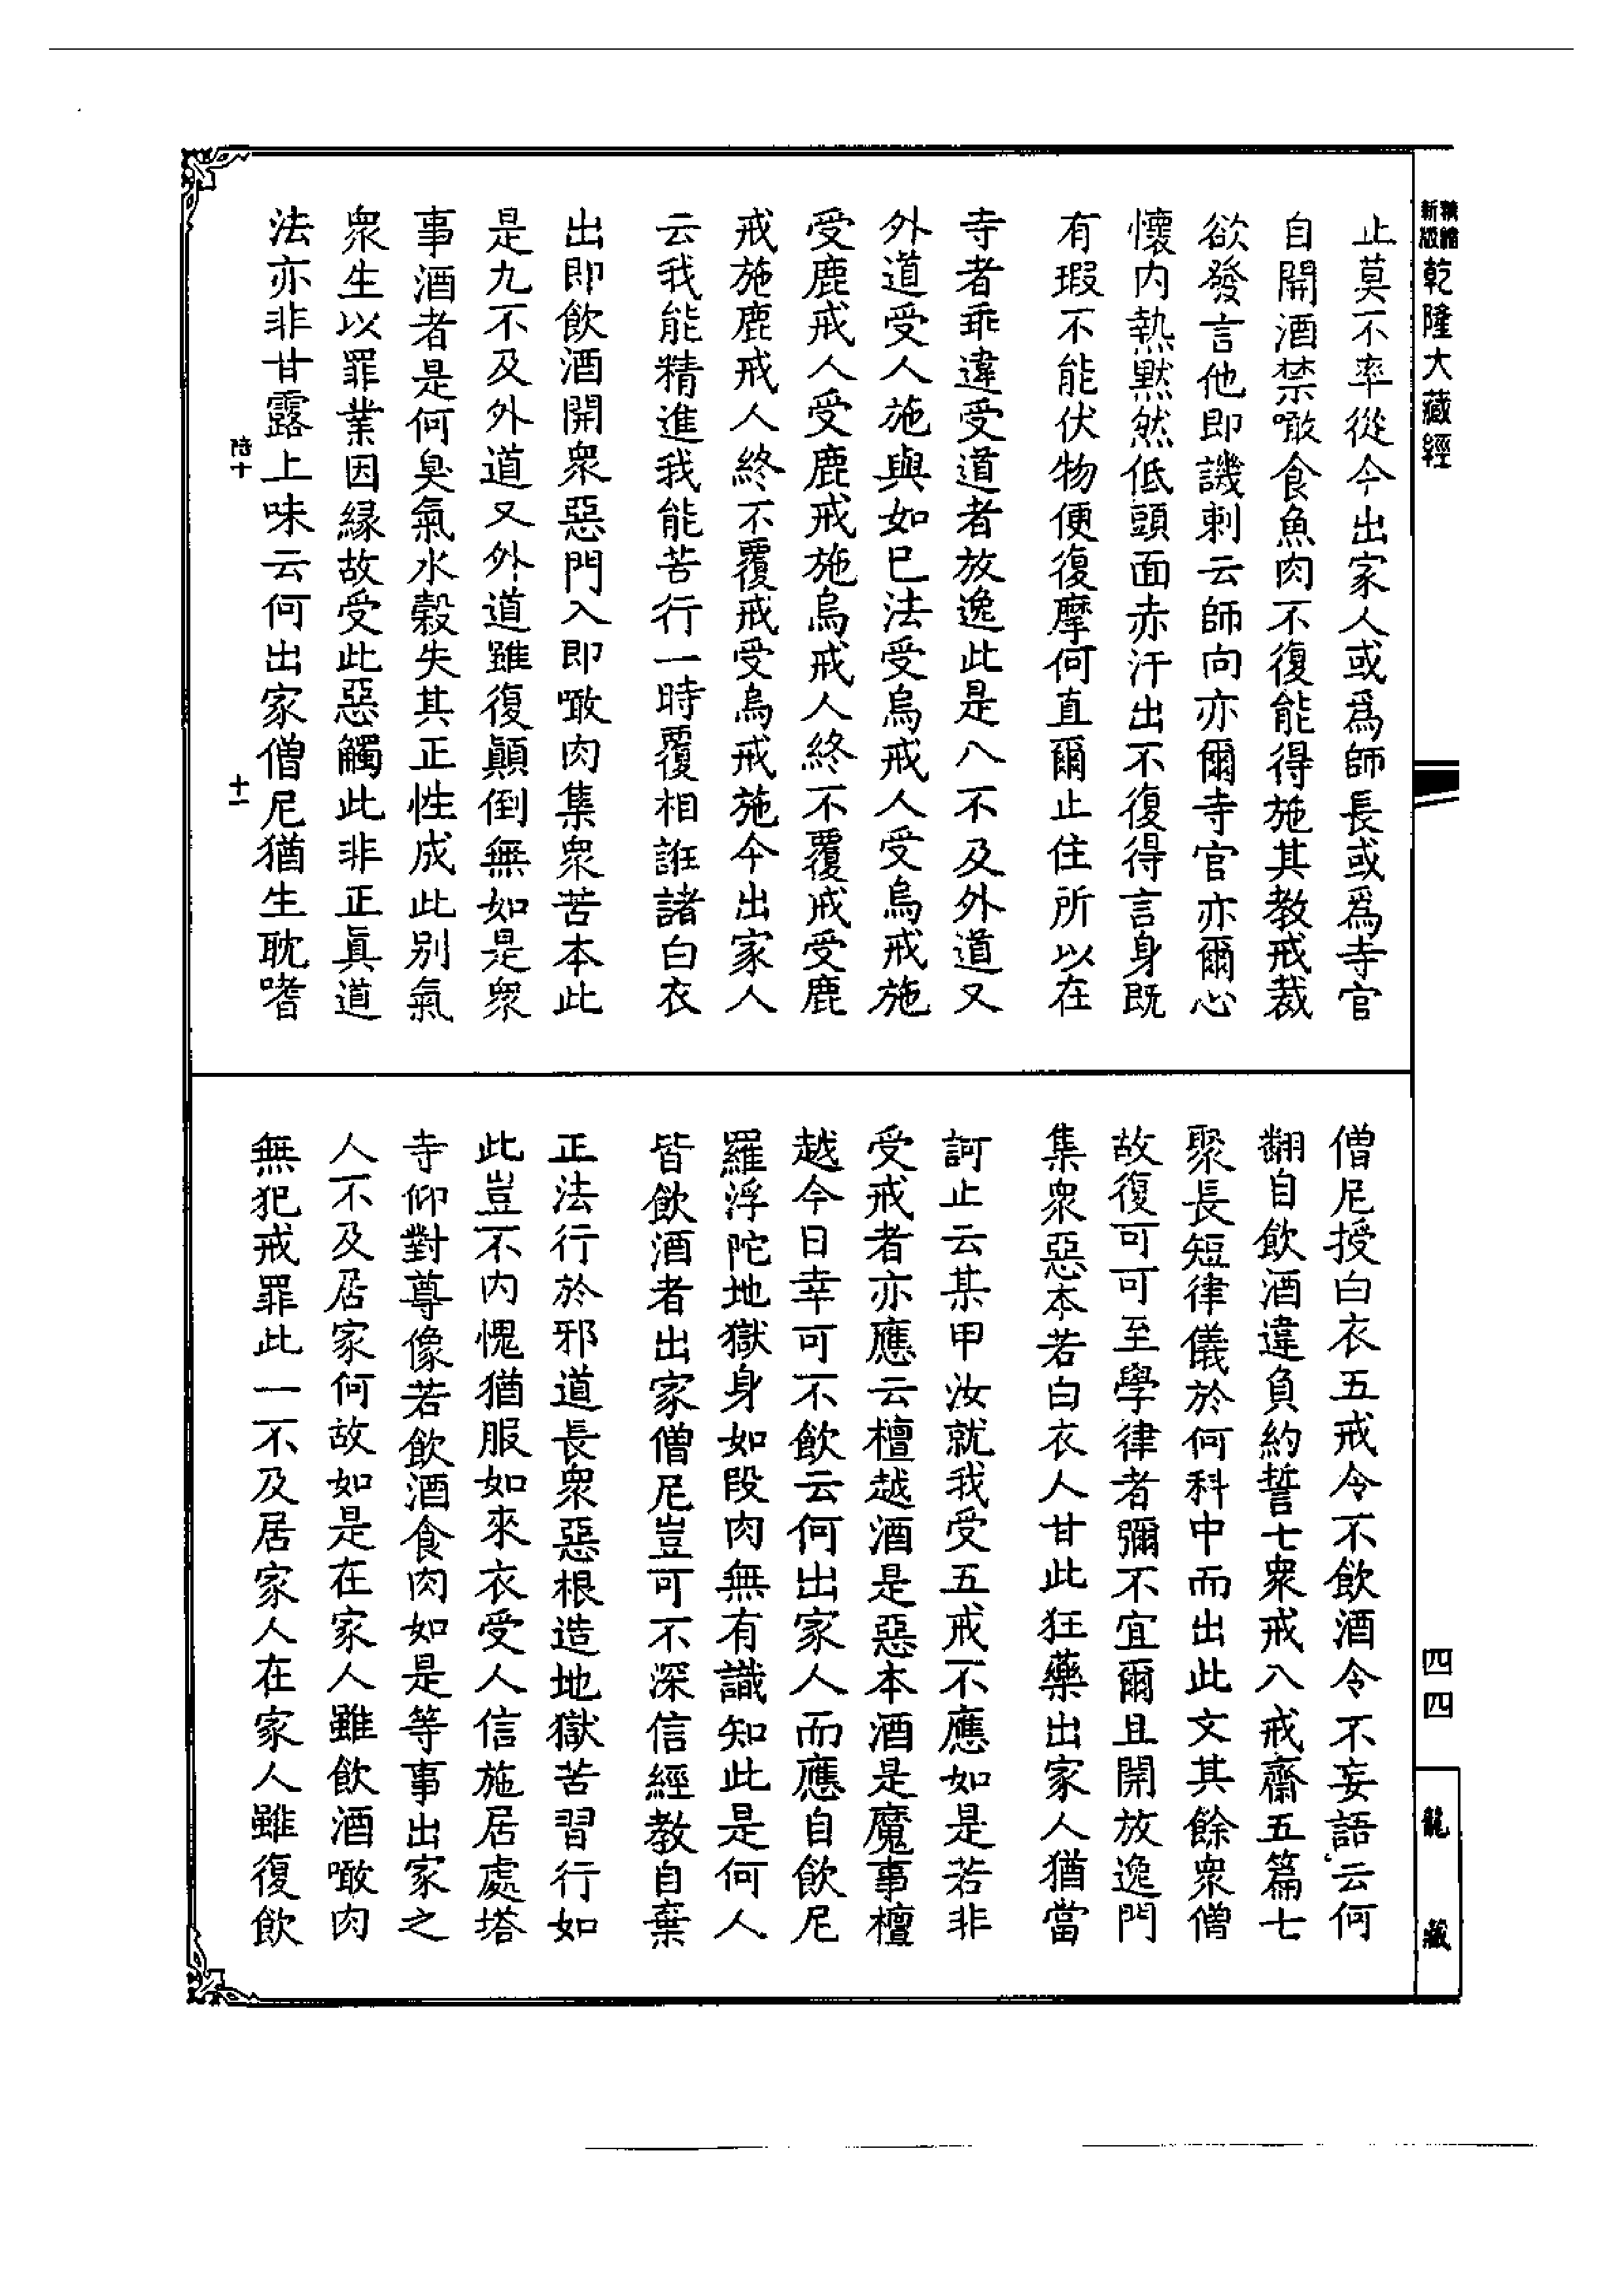 精縮新版乾隆大藏經
止莫不率從今出家人或爲師長或爲寺官
自開酒禁噉食魚肉不復能得施其教戒裁
欲發言他即譏刺云師向亦爾寺官亦爾心
懷内熱默然低頭面赤汗出不復得言身既
有瑕不能伏物便復摩何直爾止住所以在
寺者乖違受道者放逸此是八不及外道又
外道受人施與如巳法受烏戒人受烏戒施
受鹿戒人受鹿戒施烏戒人終不覆戒受鹿
戒施鹿戒人終不覆戒受烏戒施今出家人
云我能精進我能苦行一時覆相誑諸白衣
出即飲酒開衆惡門入即噉肉集衆苦本此
是九不及外道又外道雖復顛倒無如是衆
事酒者是何臭氣水穀失其正性成此别氣
衆生以罪業因緣故受此惡觸此非正真道
法亦非甘露上味云何出家僧尼猶生耽嗜
陪十
十一
僧尼授白衣五戒令不飲酒令不妄語云何
翻自飲酒違負約誓七衆戒八戒齋五篇七
聚長短律儀於何科中而出此文其餘衆僧
故復可可至學律者彌不宜爾且開放逸門
集衆惡本若白衣人甘此狂藥出家人猶當
訶止云某甲汝就我受五戒不應如是若非
受戒者亦應云檀越酒是惡本酒是魔事檀
越今日幸可不飲云何出家人而應自飲尼
羅浮陀地獄身如段肉無有識知此是何人
皆飲酒者出家僧尼豈可不深信經教自棄
正法行於邪道長衆惡根造地獄苦習行如
此豈不内愧猶服如來衣受人信施居處塔
寺仰對尊像若飲酒食肉如是等事出家之
人不及居家何故如是在家人雖飲酒噉肉
無犯戒罪此一不及居家人在家人雖復飲
四四
龍藏